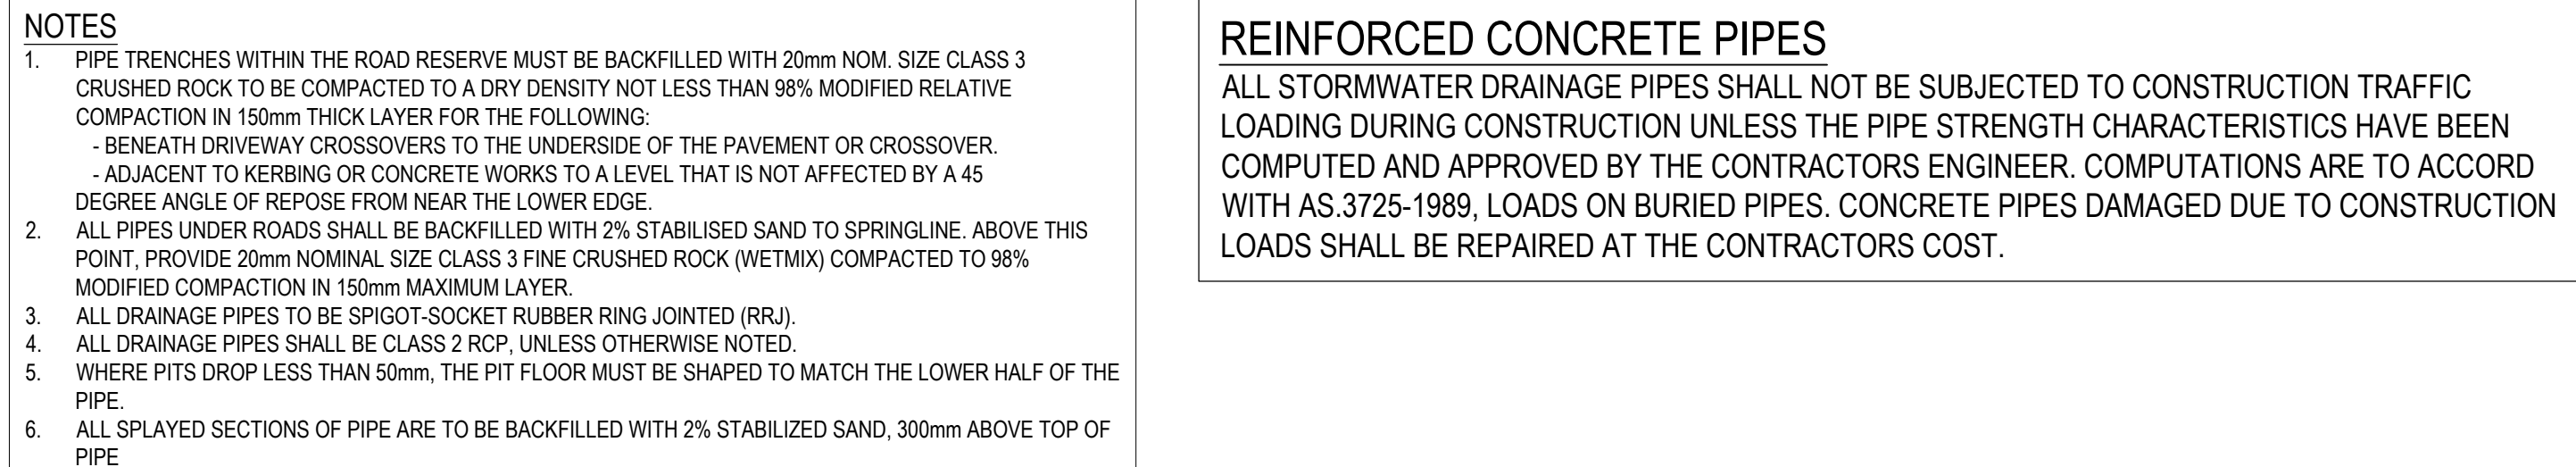 NOTES
1. PIPE TRENCHES WITHIN THE ROAD RESERVE MUST BE BACKFILLED WITH 20mm NOM. SIZE CLASS 3
CRUSHED ROCK TO BE COMPACTED TO A DRY DENSITY NOT LESS THAN 98% MODIFIED RELATIVE
COMPACTION IN 150mm THICK LAYER FOR THE FOLLOWING:
- BENEATH DRIVEWAY CROSSOVERS TO THE UNDERSIDE OF THE PAVEMENT OR CROSSOVER.
- ADJACENT TO KERBING OR CONCRETE WORKS TO A LEVEL THAT IS NOT AFFECTED BY A 45
DEGREE ANGLE OF REPOSE FROM NEAR THE LOWER EDGE.
2. ALL PIPES UNDER ROADS SHALL BE BACKFILLED WITH 2% STABILISED SAND TO SPRINGLINE. ABOVE THIS
POINT, PROVIDE 20mm NOMINAL SIZE CLASS 3 FINE CRUSHED ROCK (WETMIX) COMPACTED TO 98%
MODIFIED COMPACTION IN 150mm MAXIMUM LAYER.
3. ALL DRAINAGE PIPES TO BE SPIGOT-SOCKET RUBBER RING JOINTED (RRJ).
4. ALL DRAINAGE PIPES SHALL BE CLASS 2 RCP, UNLESS OTHERWISE NOTED.
5. WHERE PITS DROP LESS THAN 50mm, THE PIT FLOOR MUST BE SHAPED TO MATCH THE LOWER HALF OF THE
PIPE.
6. ALL SPLAYED SECTIONS OF PIPE ARE TO BE BACKFILLED WITH 2% STABILIZED SAND, 300mm ABOVE TOP OF
PIPE
REINFORCED CONCRETE PIPES
ALL STORMWATER DRAINAGE PIPES SHALL NOT BE SUBJECTED TO CONSTRUCTION TRAFFIC
LOADING DURING CONSTRUCTION UNLESS THE PIPE STRENGTH CHARACTERISTICS HAVE BEEN
COMPUTED AND APPROVED BY THE CONTRACTORS ENGINEER. COMPUTATIONS ARE TO ACCORD
WITH AS.3725-1989, LOADS ON BURIED PIPES. CONCRETE PIPES DAMAGED DUE TO CONSTRUCTION
LOADS SHALL BE REPAIRED AT THE CONTRACTORS COST.